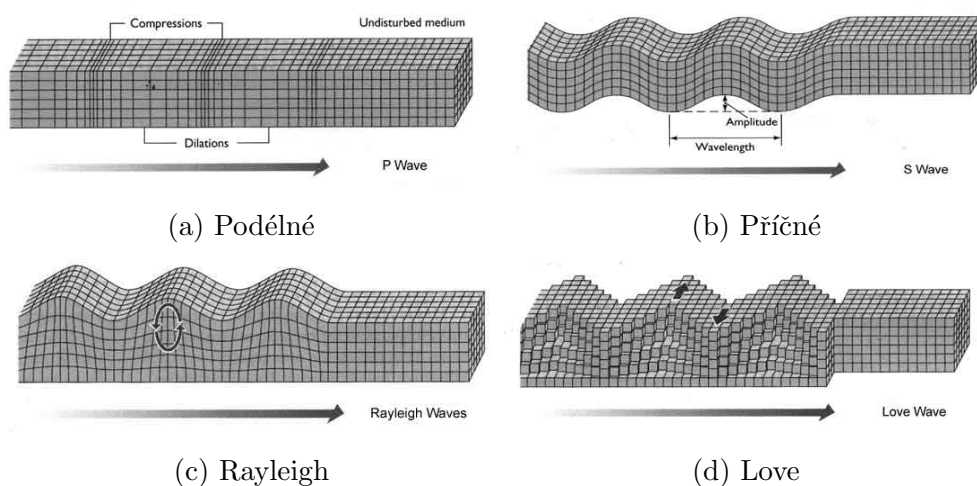 Compressions
Undisturbed medium
Dilations
P Wave
(a) Podélné
Amplitude
Wavelength
S Wave
(b) Příčné
Rayleigh Waves
(c) Rayleigh
Love Wave
(d) Love